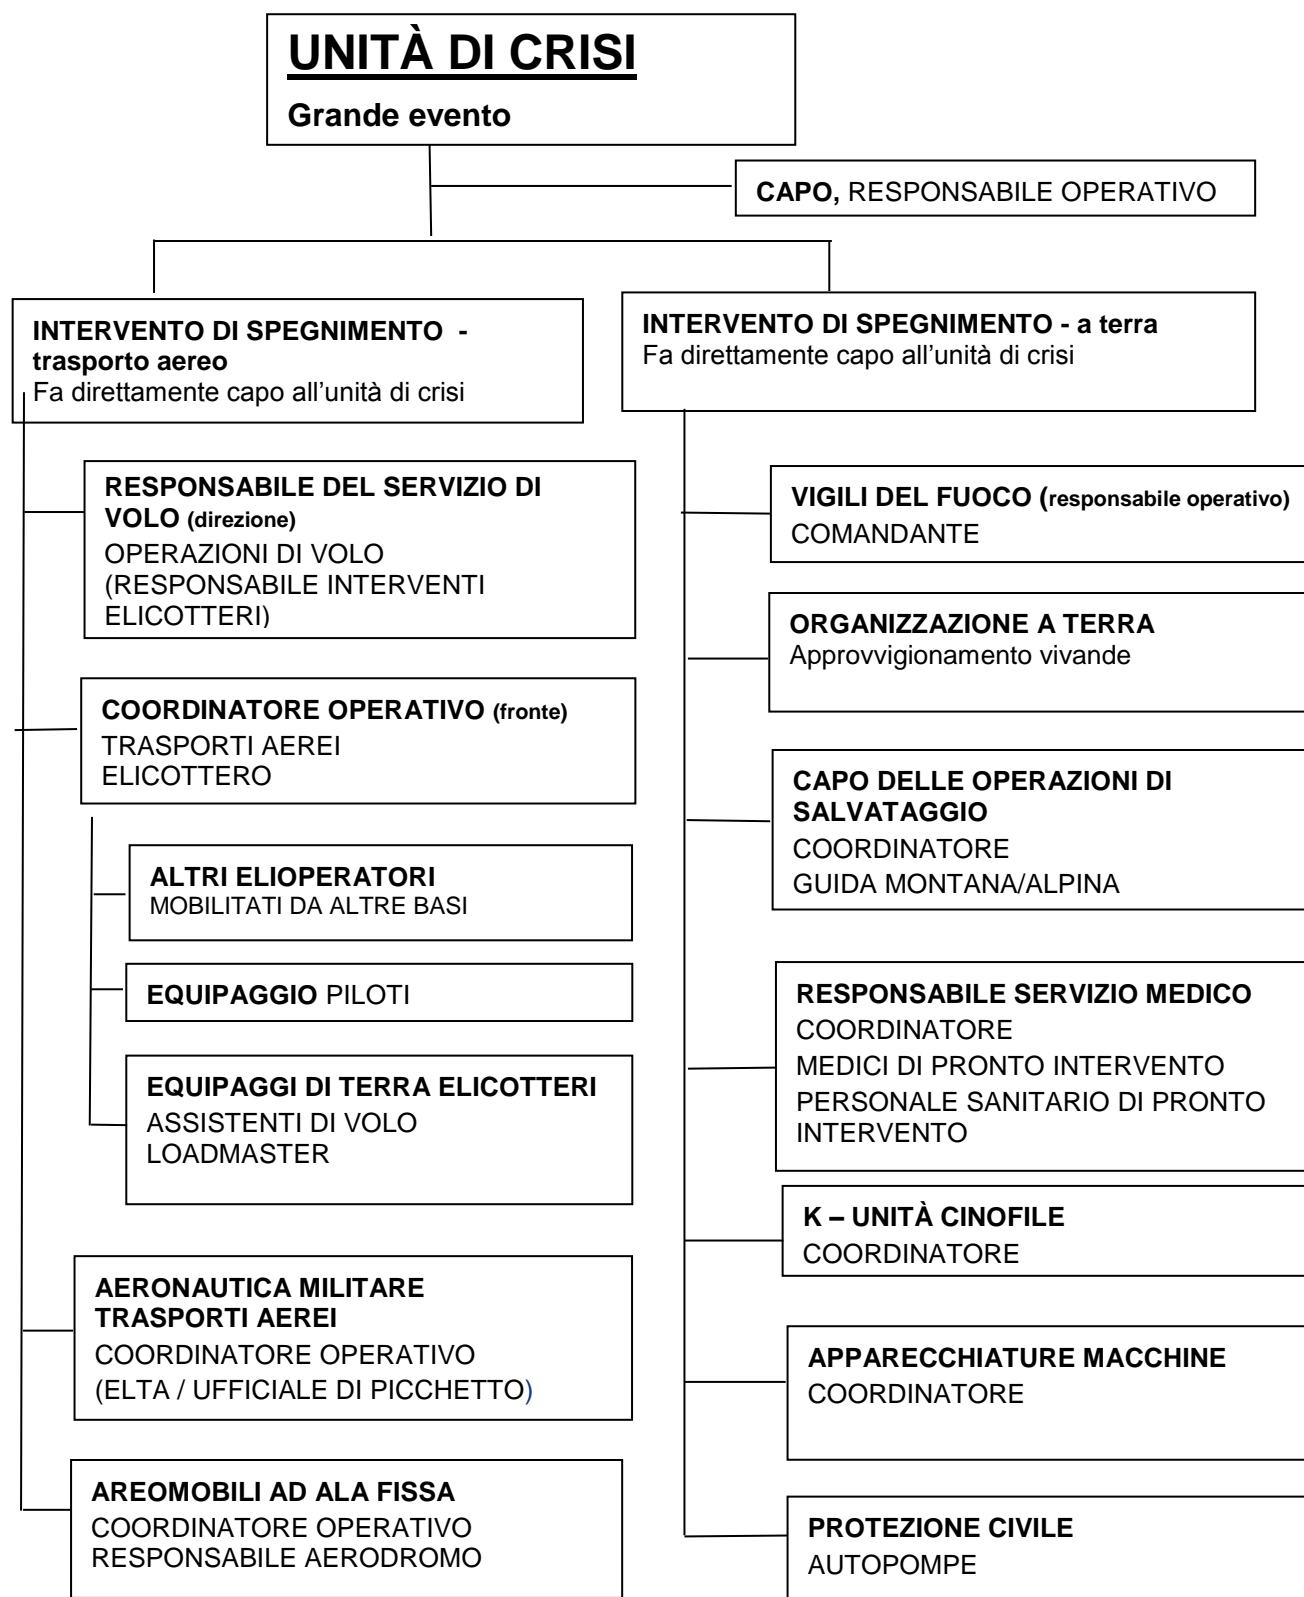 UNITÀ DI CRISI
Grande evento
CAPO, RESPONSABILE OPERATIVO
INTERVENTO DI SPEGNIMENTO -
trasporto aereo
Fa direttamente capo all'unità di crisi
INTERVENTO DI SPEGNIMENTO - a terra
Fa direttamente capo all'unità di crisi
RESPONSABILE DEL SERVIZIO DI
VOLO (direzione)
OPERAZIONI DI VOLO
(RESPONSABILE INTERVENTI
ELICOTTERI)
COORDINATORE OPERATIVO (fronte)
TRASPORTI AEREI
ELICOTTERO
ALTRI ELIOPERATORI
MOBILITATI DA ALTRE BASI
EQUIPAGGIO PILOTI
EQUIPAGGI DI TERRA ELICOTTERI
ASSISTENTI DI VOLO
LOADMASTER
AERONAUTICA MILITARE
TRASPORTI AEREI
COORDINATORE OPERATIVO
(ELTA / UFFICIALE DI PICCHETTO)
AREOMOBILI AD ALA FISSA
COORDINATORE OPERATIVO
RESPONSABILE AERODROMO
VIGILI DEL FUOCO (responsabile operativo)
COMANDANTE
ORGANIZZAZIONE A TERRA
Approvvigionamento vivande
CAPO DELLE OPERAZIONI DI
SALVATAGGIO
COORDINATORE
GUIDA MONTANA/ALPINA
RESPONSABILE SERVIZIO MEDICO
COORDINATORE
MEDICI DI PRONTO INTERVENTO
PERSONALE SANITARIO DI PRONTO
INTERVENTO
K – UNITÀ CINOFILE
COORDINATORE
APPARECCHIATURE MACCHINE
COORDINATORE
PROTEZIONE CIVILE
AUTOPOMPE